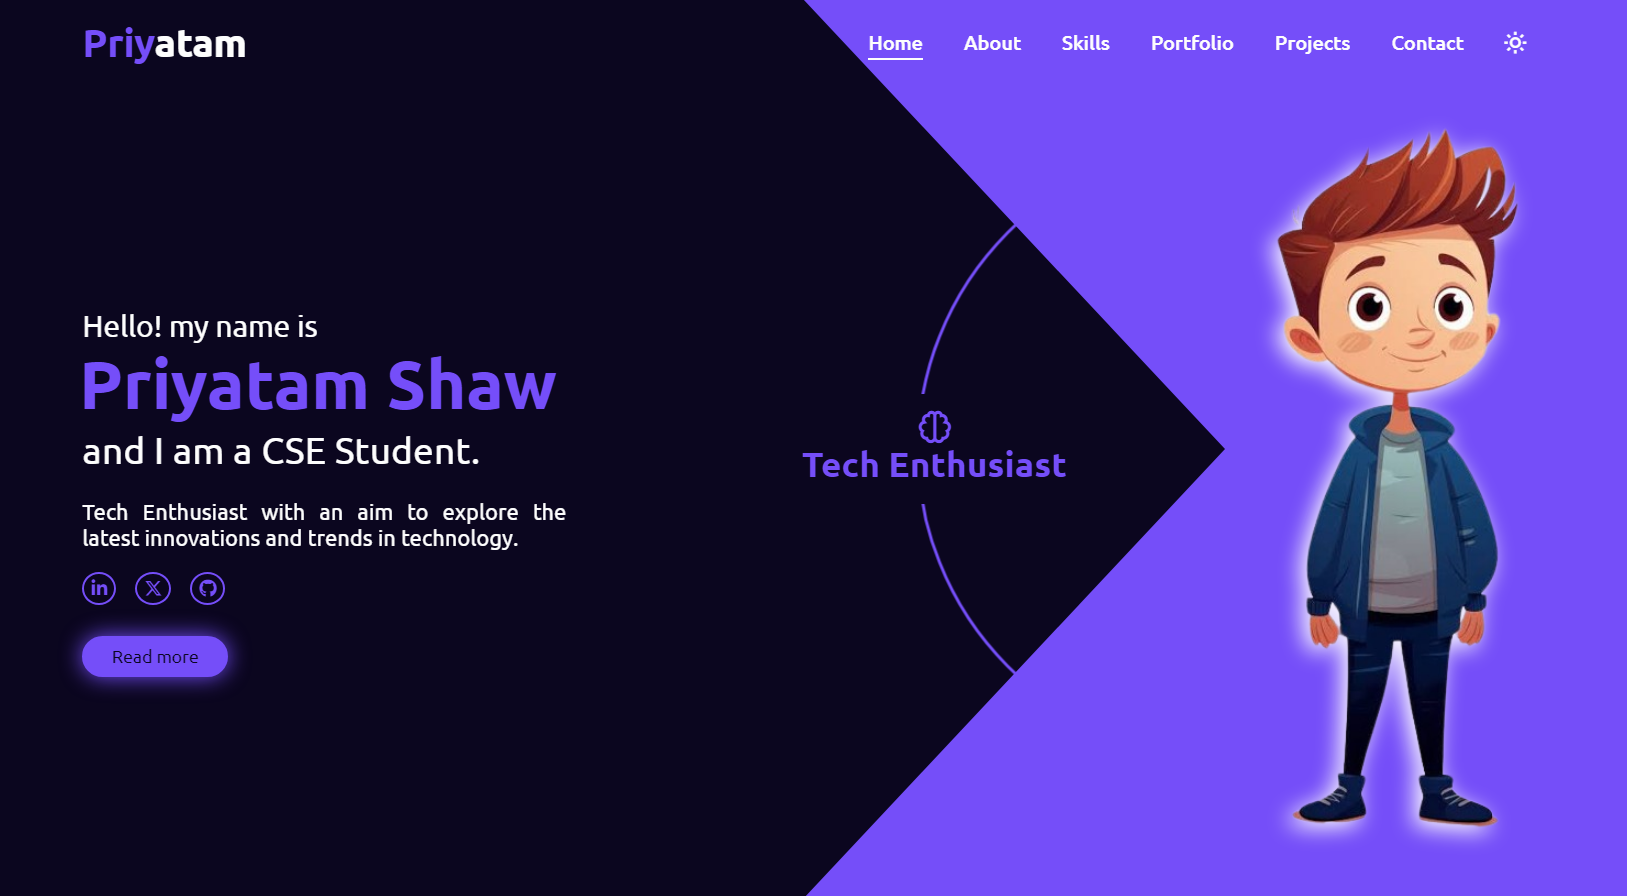 Priyatam
Home About Skills Portfolio Projects Contact
Hello! my name is
Priyatam Shaw
and I am a CSE Student.
Tech Enthusiast with an aim to explore the
latest innovations and trends in technology.
in X
Read more
Tech Enthusiast